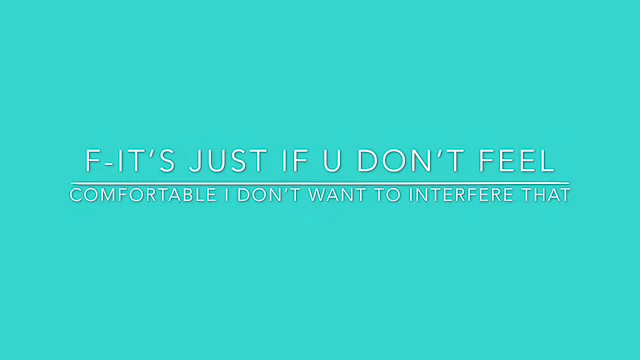 F-IT'S JUST IF U DON'T FEEL
COMFORTABLE I DON'T WANT TO INTERFERE THAT